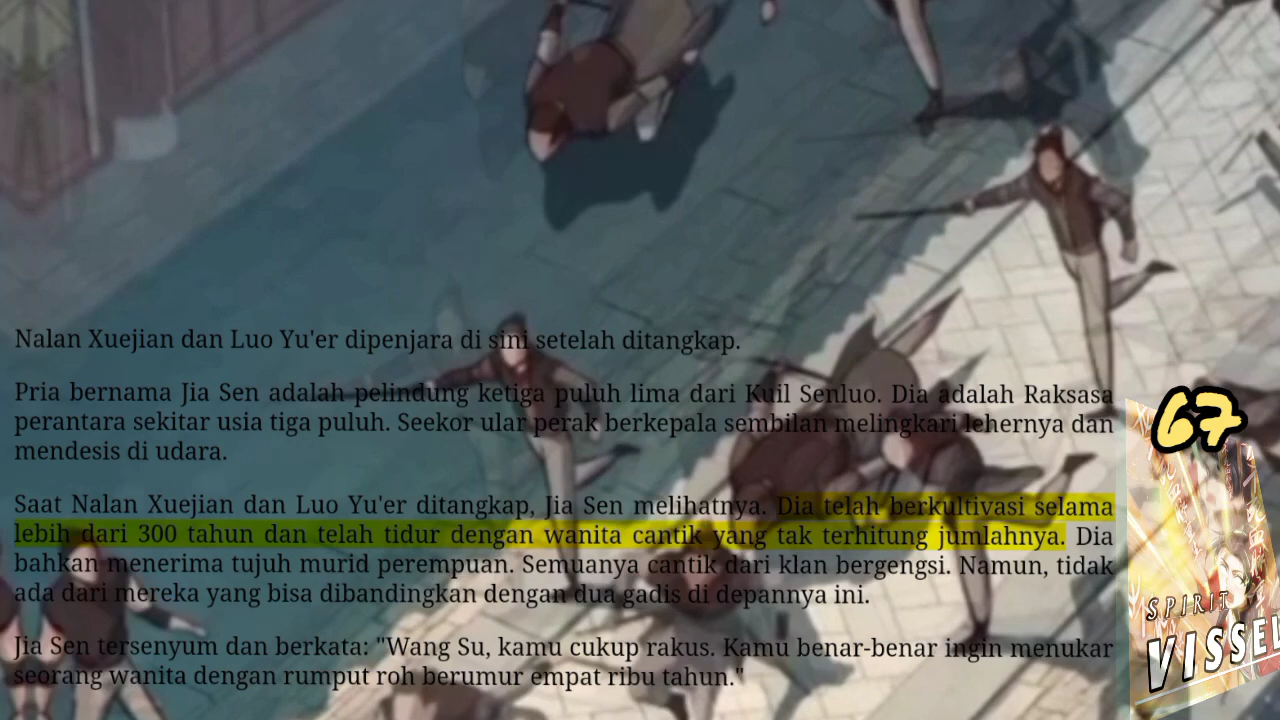 Nalan Xuejian dan Luo Yu'er dipenjara di sini setelah ditangkap.
Pria bernama Jia Sen adalah pelindung ketiga puluh lima dari Kuil Senluo. Dia adalah Raksasa
perantara sekitar usia tiga puluh. Seekor ular perak berkepala sembilan melingkari lehernya dan
mendesis di udara.
Saat Nalan Xuejian dan Luo Yu'er ditangkap, Jia Sen melihatnya. Dia telah berkultivasi selama
lebih dari 300 tahun dan telah tidur dengan wanita cantik yang tak terhitung jumlahnya. Dia
bahkan menerima tujuh murid perempuan. Semuanya cantik dari klan bergengsi. Namun, tidak
ada dari mereka yang bisa dibandingkan dengan dua gadis di depannya ini.
Jia Sen tersenyum dan berkata: "Wang Su, kamu cukup rakus. Kamu benar-benar ingin menukar
seorang wanita dengan rumput roh berumur empat ribu tahun."
67
SPIRIT
VISSEL